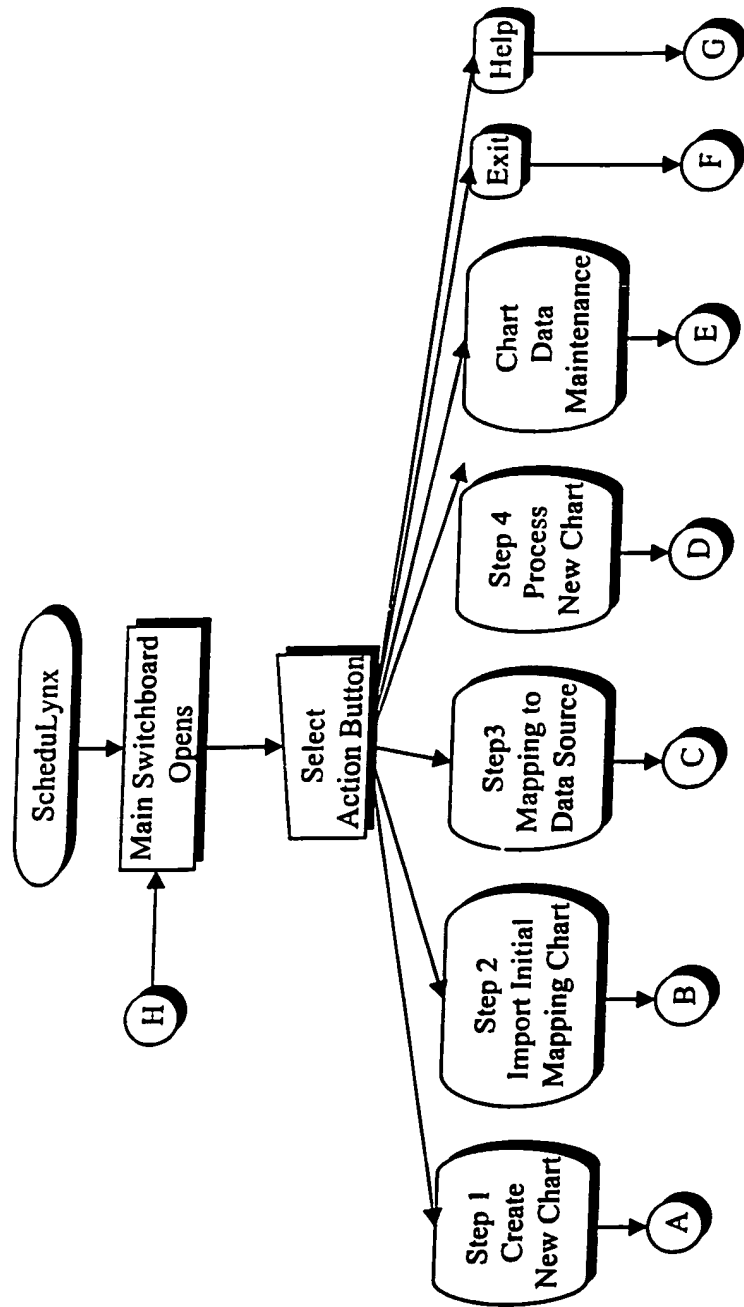 ScheduLynx
H
Main Switchboard
Opens
Select
Action Button
Step 1
Create
New Chart
Step 2
Import Initial
Mapping Chart
Step3
Mapping to
Data Source
Step 4
Process
New Chart
Chart
Data
Maintenance
Exit
Help
A
B
C
D
E
F
G